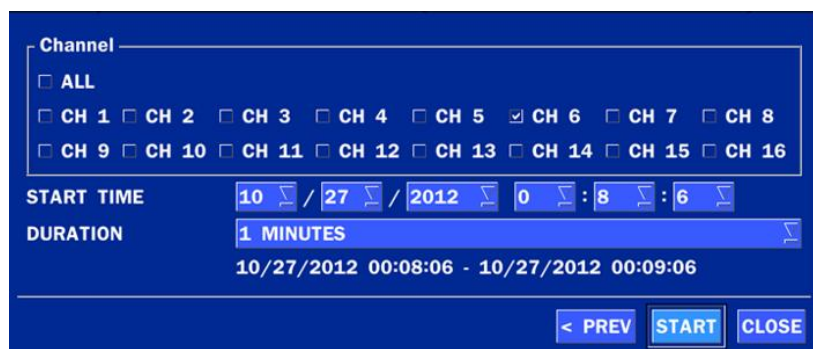 Channel
ALL
CH 1 CH 2 CH 3 CH 4 CH 5 CH 6 CH 7 CH 8
CH 9 CH 10 CH 11 CH 12 CH 13 CH 14 CH 15 CH 16
START TIME 10 / 27 / 2012 0 : 8 : 6
DURATION 1 MINUTES
10/27/2012 00:08:06 - 10/27/2012 00:09:06
< PREV START CLOSE